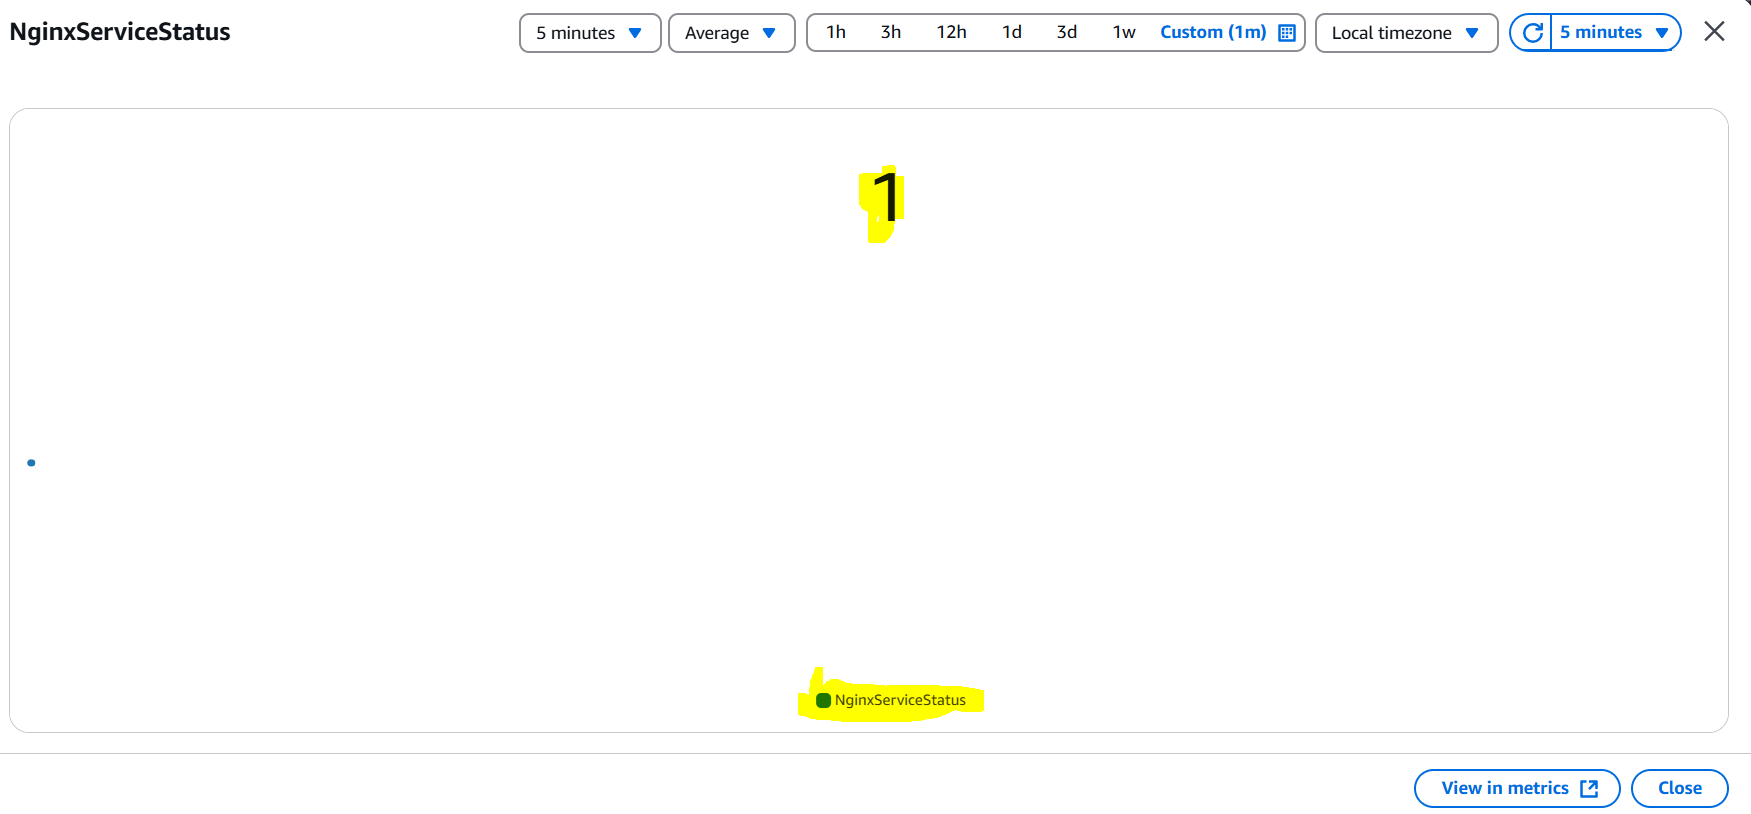 NginxServiceStatus
5 minutes Average 1h 3h 12h 1d 3d 1w Custom (1m) Local timezone 5 minutes
1
NginxServiceStatus
View in metrics Close